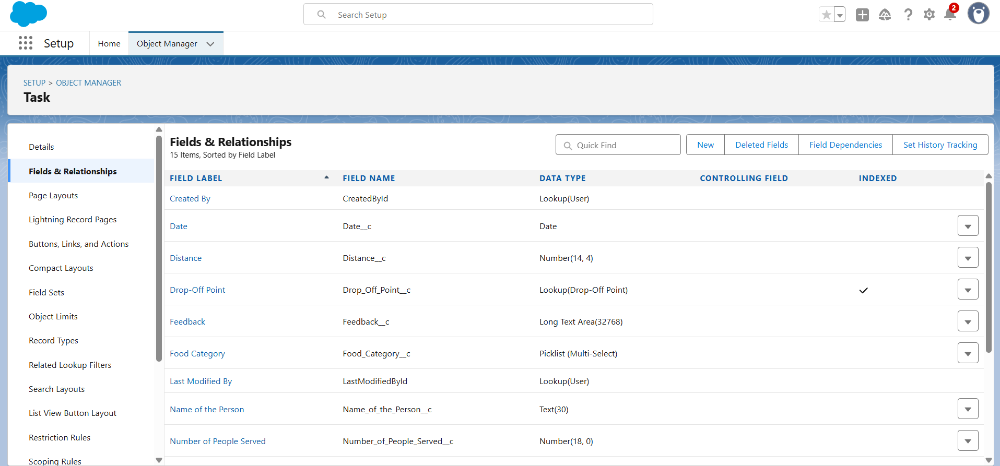 Search Setup
2
Setup
Home
Object Manager
SETUP > OBJECT MANAGER
Task
Details
Fields & Relationships
Page Layouts
Lightning Record Pages
Buttons, Links, and Actions
Compact Layouts
Field Sets
Object Limits
Record Types
Related Lookup Filters
Search Layouts
List View Button Layout
Restriction Rules
Scoping Rules
Fields & Relationships
15 Items, Sorted by Field Label
Quick Find
New
Deleted Fields
Field Dependencies
Set History Tracking
FIELD LABEL FIELD NAME DATA TYPE CONTROLLING FIELD INDEXED
Created By CreatedById Lookup(User)
Date Date__c Date
Distance Distance__c Number(14, 4)
Drop-Off Point Drop_Off_Point__c Lookup(Drop-Off Point)
Feedback Feedback__c Long Text Area(32768)
Food Category Food_Category__c Picklist (Multi-Select)
Last Modified By LastModifiedById Lookup(User)
Name of the Person Name_of_the_Person__c Text(30)
Number of People Served Number_of_People_Served__c Number(18, 0)